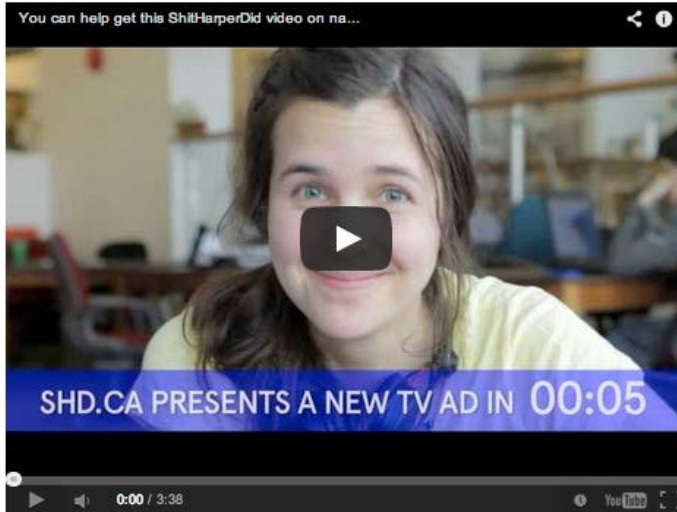 You can help get this ShitHarperDid video on na...
SHD.CA PRESENTS A NEW TV AD IN 00:05
0:00 / 3:38
YouTube